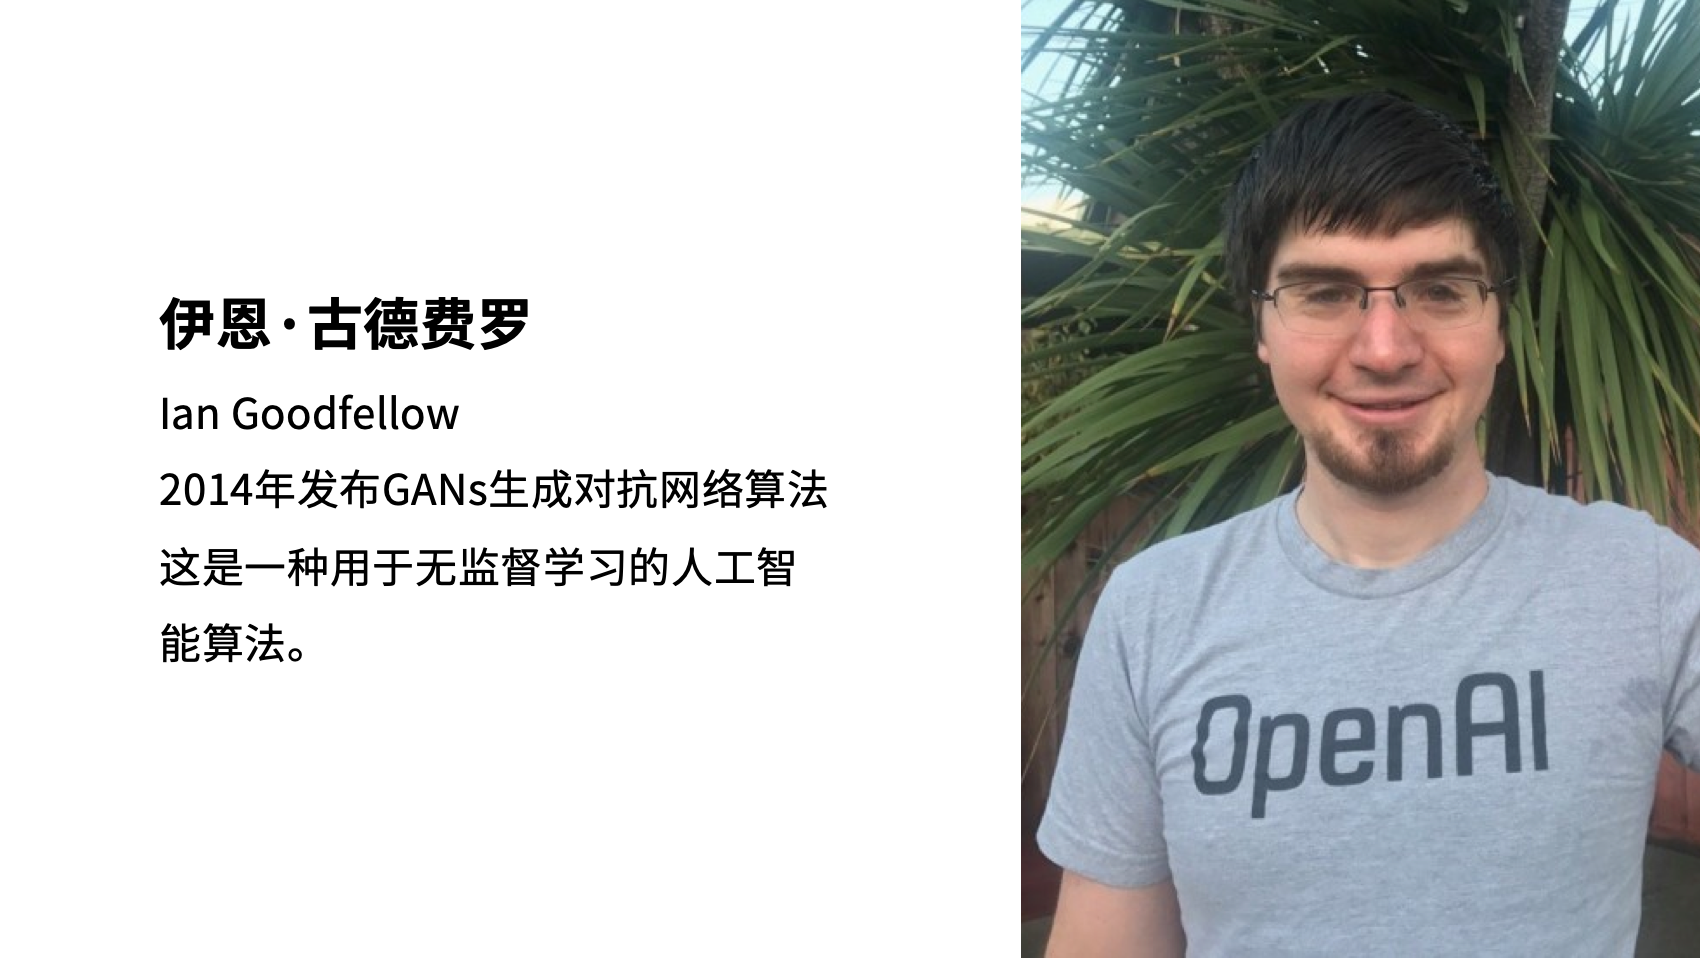 伊恩·古德费罗
Ian Goodfellow
2014年发布GANs生成对抗网络算法
这是一种用于无监督学习的人工智
能算法。
OpenAI